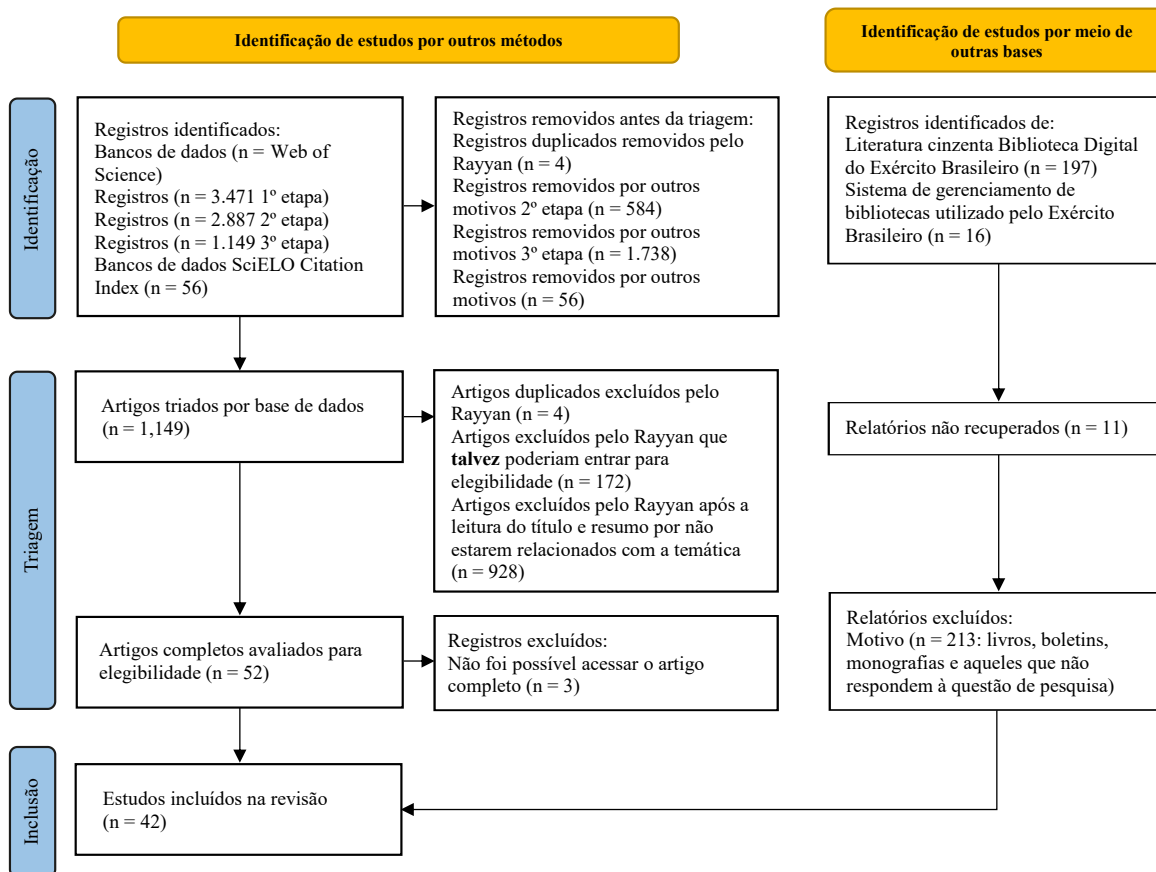 Identificação de estudos por outros métodos
Identificação de estudos por meio de
outras bases
Identificação
Registros identificados:
Bancos de dados (n = Web of
Science)
Registros (n = 3.471 1º etapa)
Registros (n = 2.887 2º etapa)
Registros (n = 1.149 3º etapa)
Bancos de dados SciELO Citation
Index (n = 56)
Registros removidos antes da triagem:
Registros duplicados removidos pelo
Rayyan (n = 4)
Registros removidos por outros
motivos 2º etapa (n = 584)
Registros removidos por outros
motivos 3º etapa (n = 1.738)
Registros removidos por outros
motivos (n = 56)
Registros identificados de:
Literatura cinzenta Biblioteca Digital
do Exército Brasileiro (n = 197)
Sistema de gerenciamento de
bibliotecas utilizado pelo Exército
Brasileiro (n = 16)
Triagem
Artigos triados por base de dados
(n = 1,149)
Artigos duplicados excluídos pelo
Rayyan (n = 4)
Artigos excluídos pelo Rayyan que
talvez poderiam entrar para
elegibilidade (n = 172)
Artigos excluídos pelo Rayyan após a
leitura do título e resumo por não
estarem relacionados com a temática
(n = 928)
Relatórios não recuperados (n = 11)
Artigos completos avaliados para
elegibilidade (n = 52)
Registros excluídos:
Não foi possível acessar o artigo
completo (n = 3)
Relatórios excluídos:
Motivo (n = 213: livros, boletins,
monografias e aqueles que não
respondem à questão de pesquisa)
Inclusão
Estudos incluídos na revisão
(n = 42)